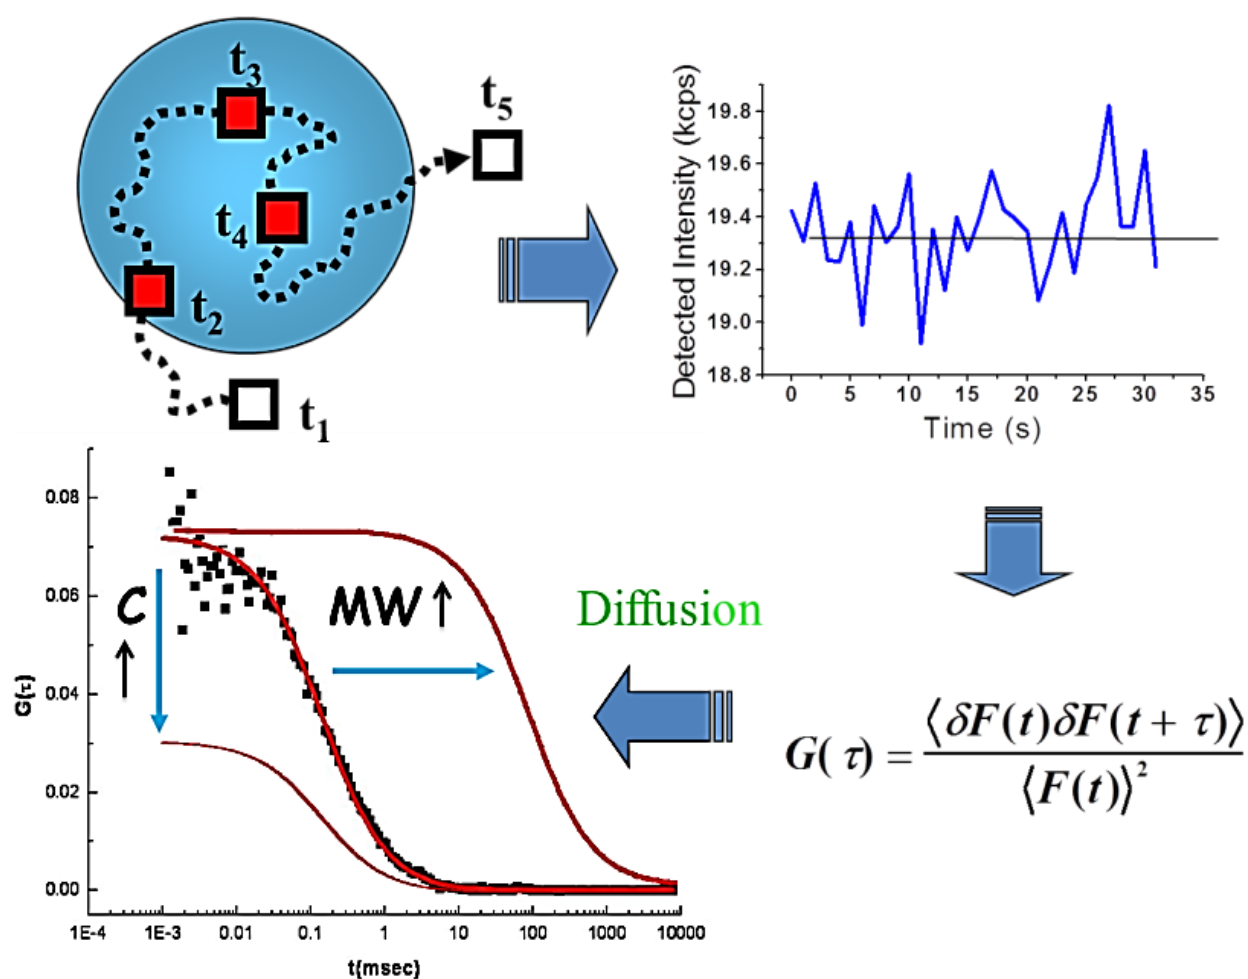 t3
t5
t4
t2
t1
Detected Intensity (kcps)
19.8
19.6
19.4
19.2
19.0
18.8
0 5 10 15 20 25 30 35
Time (s)
G(τ)
0.08
0.06
0.04
0.02
0.00
C ↑
MW ↑
Diffusion
1E-4 1E-3 0.01 0.1 1 10 100 1000 10000
t(msec)
G( τ) = ⟨δF(t)δF(t + τ)⟩ / ⟨F(t)⟩²